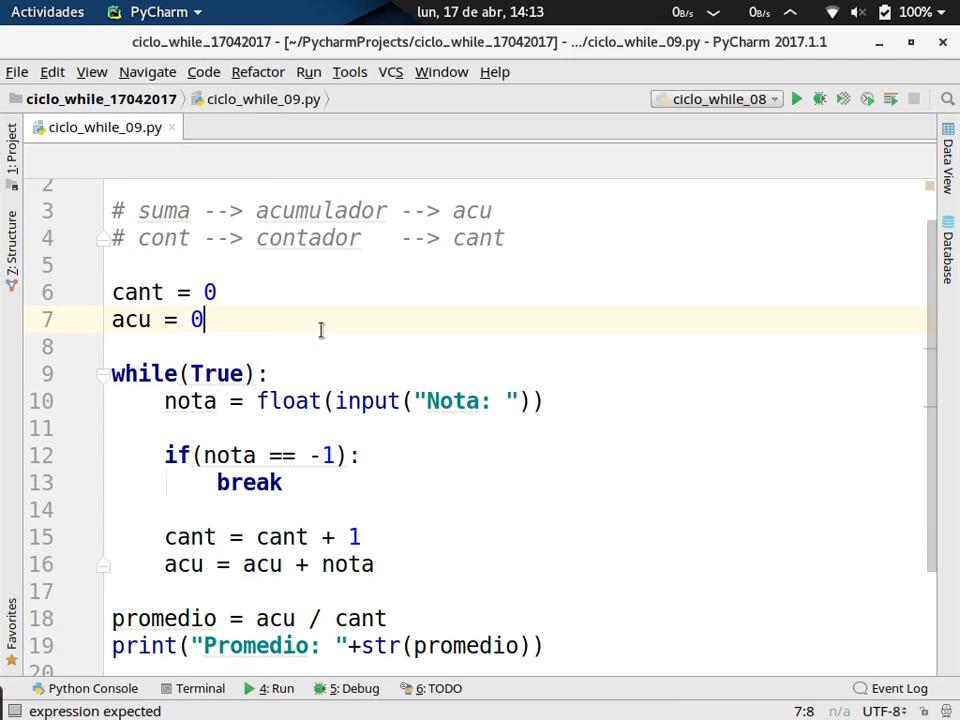 Actividades PyCharm lun, 17 de abr, 14:13 0B/s 0B/s 100%
ciclo_while_17042017 - [~/PycharmProjects/ciclo_while_17042017] - .../ciclo_while_09.py - PyCharm 2017.1.1
File Edit View Navigate Code Refactor Run Tools VCS Window Help
ciclo_while_17042017 ciclo_while_09.py ciclo_while_08
ciclo_while_09.py
1: Project
7: Structure
Favorites
Data View
Database
2
3 # suma --> acumulador --> acu
4 # cont --> contador   --> cant
5
6 cant = 0
7 acu = 0
8
9 while(True):
10     nota = float(input("Nota: "))
11
12     if(nota == -1):
13         break
14
15     cant = cant + 1
16     acu = acu + nota
17
18 promedio = acu / cant
19 print("Promedio: "+str(promedio))
20
Python Console Terminal 4: Run 5: Debug 6: TODO Event Log
expression expected 7:8 n/a UTF-8